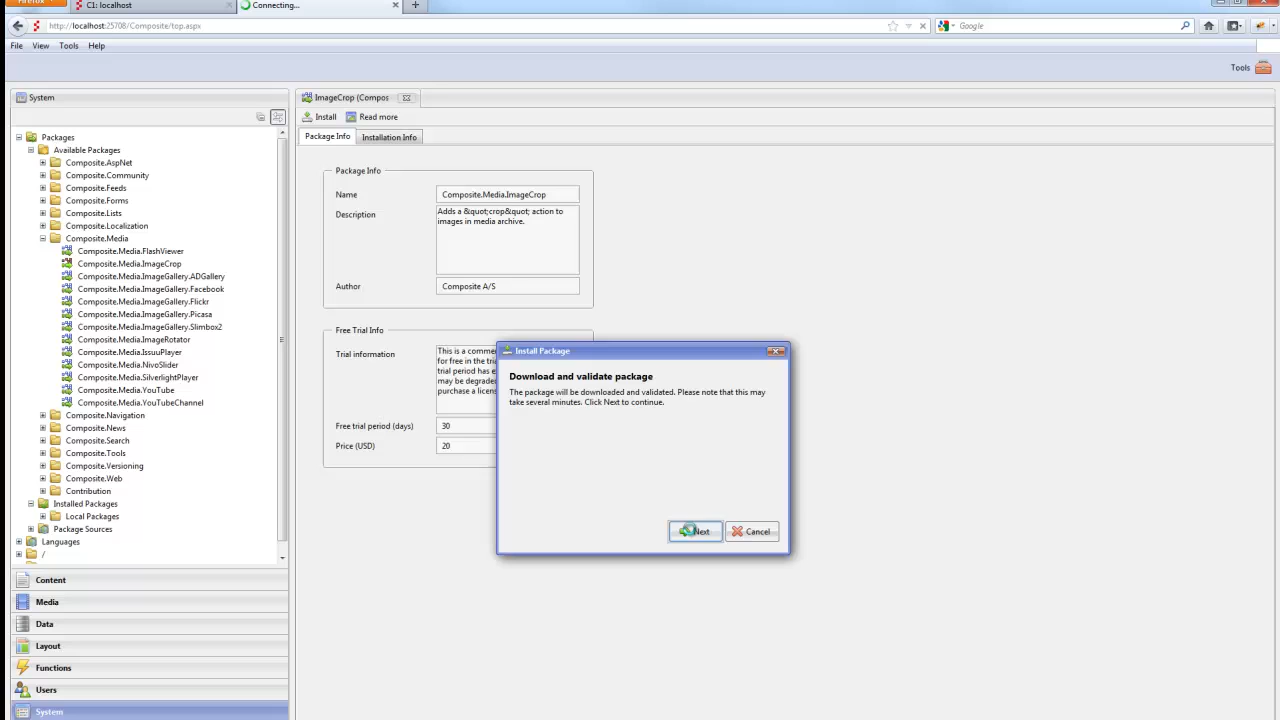 Firefox
C1: localhost
Connecting...
http://localhost:25708/Composite/top.aspx
Google
File View Tools Help
Tools
System
ImageCrop (Compos
Install Read more
Package Info Installation Info
Packages
Available Packages
Composite.AspNet
Composite.Community
Composite.Feeds
Composite.Forms
Composite.Lists
Composite.Localization
Composite.Media
Composite.Media.FlashViewer
Composite.Media.ImageCrop
Composite.Media.ImageGallery.ADGallery
Composite.Media.ImageGallery.Facebook
Composite.Media.ImageGallery.Flickr
Composite.Media.ImageGallery.Picasa
Composite.Media.ImageGallery.Slimbox2
Composite.Media.ImageRotator
Composite.Media.IssuuPlayer
Composite.Media.NivoSlider
Composite.Media.SilverlightPlayer
Composite.Media.YouTube
Composite.Media.YouTubeChannel
Composite.Navigation
Composite.News
Composite.Search
Composite.Tools
Composite.Versioning
Composite.Web
Contribution
Installed Packages
Local Packages
Package Sources
Languages
/
Content
Media
Data
Layout
Functions
Users
System
Package Info
Name Composite.Media.ImageCrop
Description Adds a &quot;crop&quot; action to
images in media archive.
Author Composite A/S
Free Trial Info
Trial information This is a comme
for free in the tria
trial period has e
may be degraded
purchase a licens
Free trial period (days) 30
Price (USD) 20
Install Package
Download and validate package
The package will be downloaded and validated. Please note that this may
take several minutes. Click Next to continue.
Next Cancel